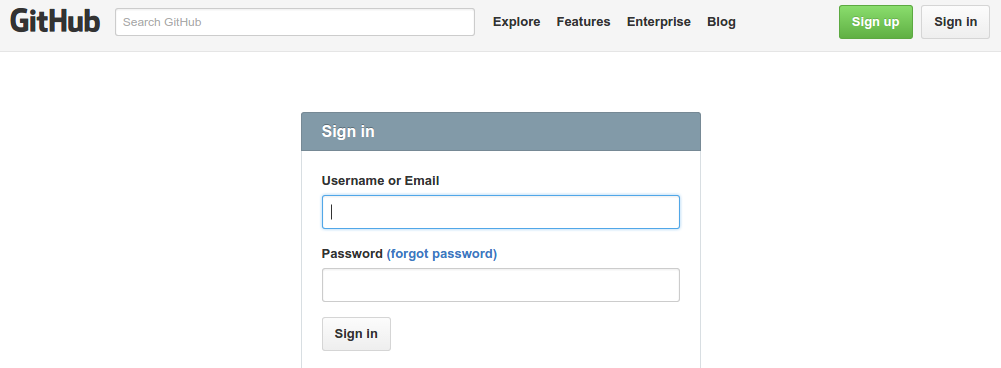 GitHub Search GitHub Explore Features Enterprise Blog Sign up Sign in
Sign in
Username or Email
Password (forgot password)
Sign in